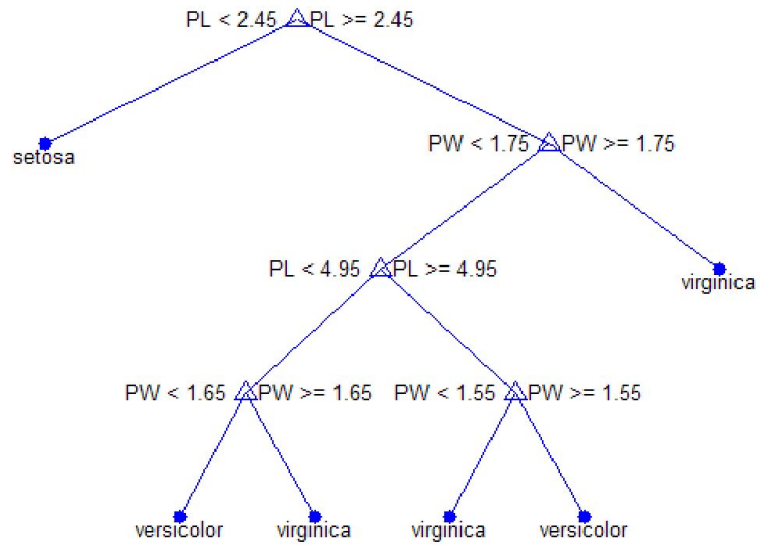 PL < 2.45 PL >= 2.45
setosa
PW < 1.75 PW >= 1.75
PL < 4.95 PL >= 4.95
virginica
PW < 1.65 PW >= 1.65 PW < 1.55 PW >= 1.55
versicolor virginica virginica versicolor